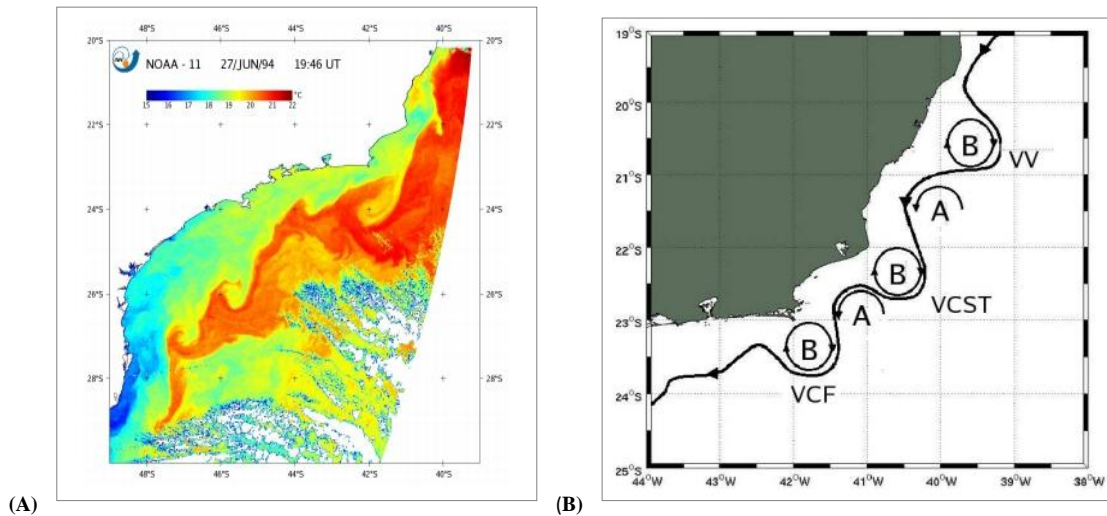 48°S 46°S 44°S 42°S 40°S
20°S 20°S
NOAA - 11 27/JUN/94 19:46 UT
°C
15 16 17 18 19 20 21 22
22°S 22°S
24°S 24°S
26°S 26°S
28°S 28°S
48°S 46°S 44°S 42°S 40°S
(A)
19°S
20°S
B
VV
21°S
A
22°S
B
VCST
A
23°S
B
VCF
24°S
25°S
44°W 43°W 42°W 41°W 40°W 39°W 38°W
(B)